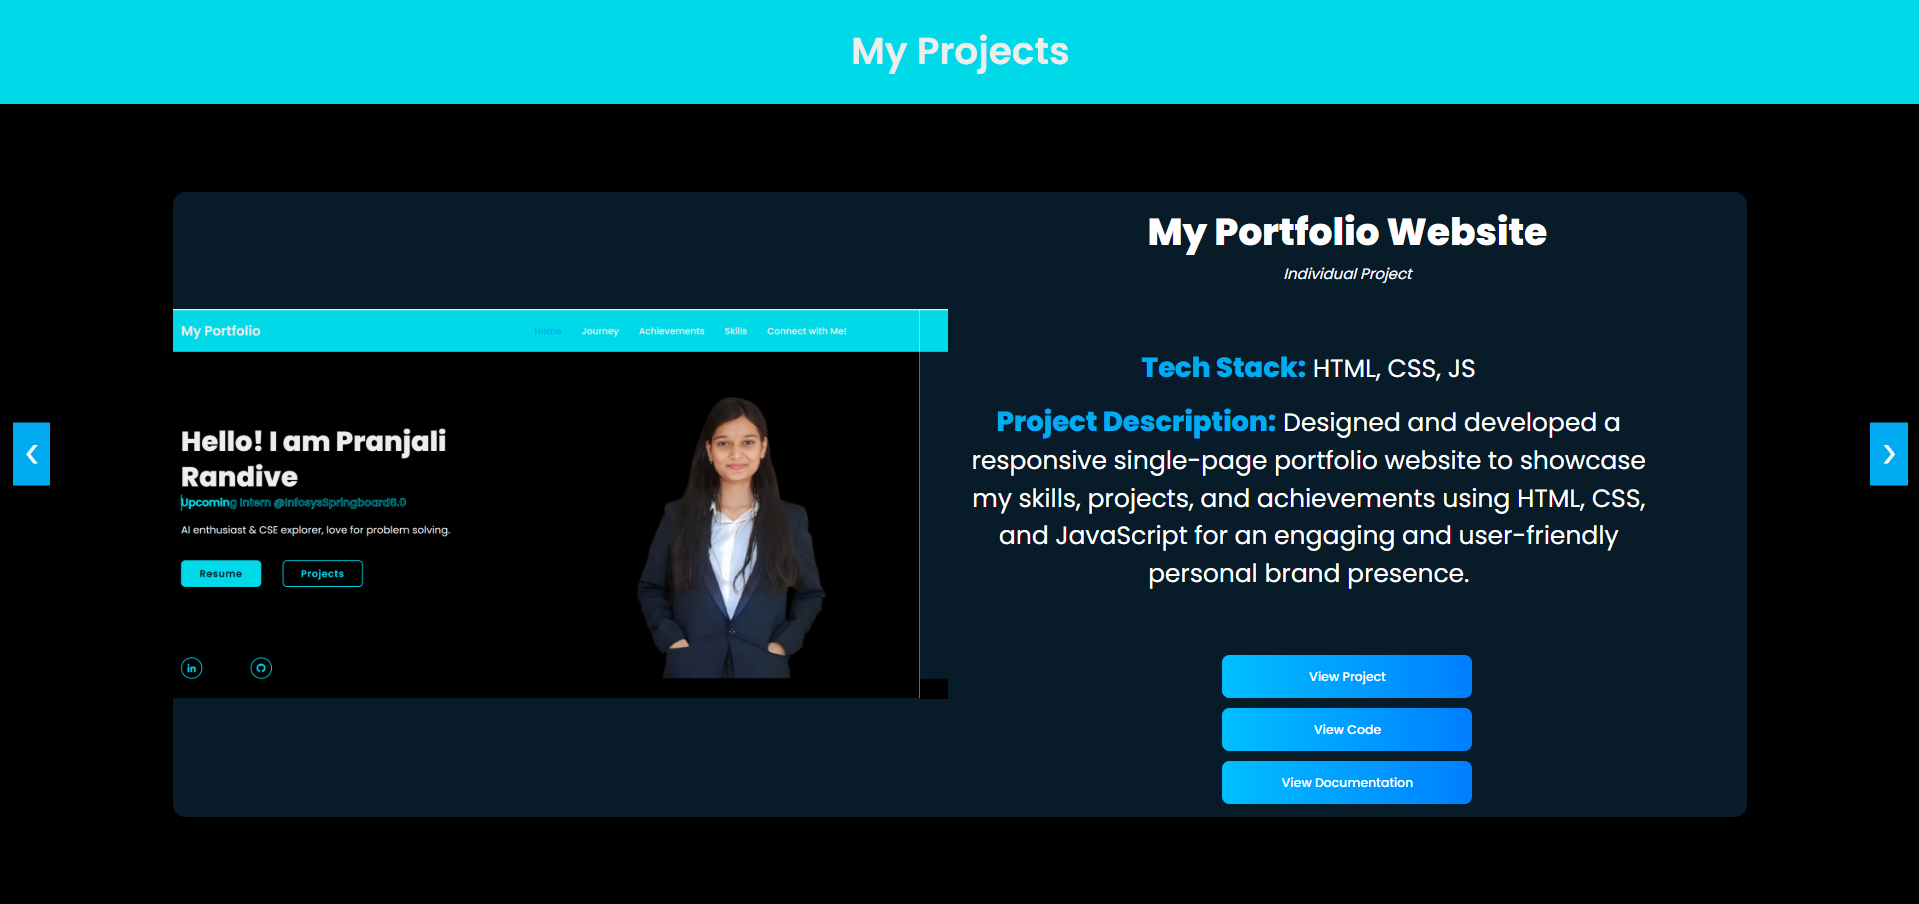 My Projects
My Portfolio Website
Individual Project
My Portfolio
Home Journey Achievements Skills Connect with Me!
Hello! I am Pranjali
Randive
Upcoming Intern @InfosysSpringboard6.0
AI enthusiast & CSE explorer, love for problem solving.
Resume Projects
in
Tech Stack: HTML, CSS, JS
Project Description: Designed and developed a
responsive single-page portfolio website to showcase
my skills, projects, and achievements using HTML, CSS,
and JavaScript for an engaging and user-friendly
personal brand presence.
View Project
View Code
View Documentation